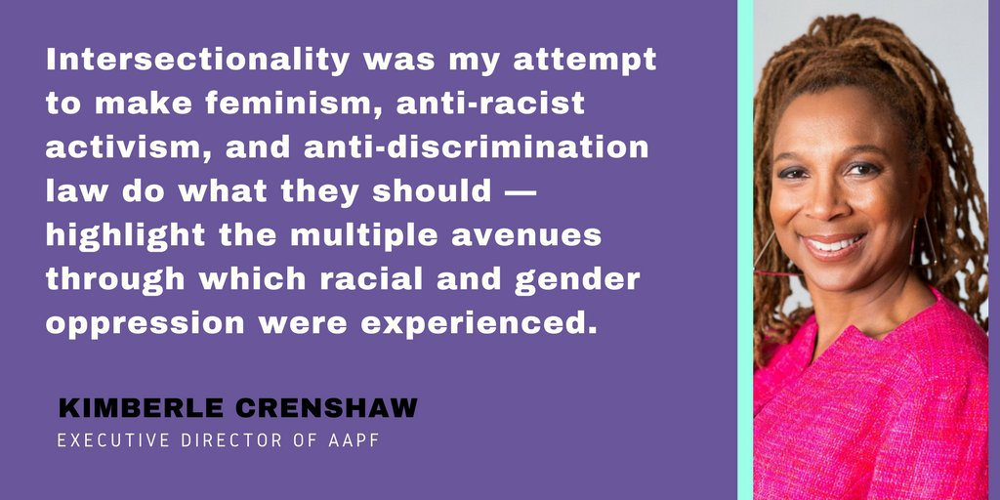 Intersectionality was my attempt
to make feminism, anti-racist
activism, and anti-discrimination
law do what they should —
highlight the multiple avenues
through which racial and gender
oppression were experienced.
KIMBERLE CRENSHAW
EXECUTIVE DIRECTOR OF AAPF